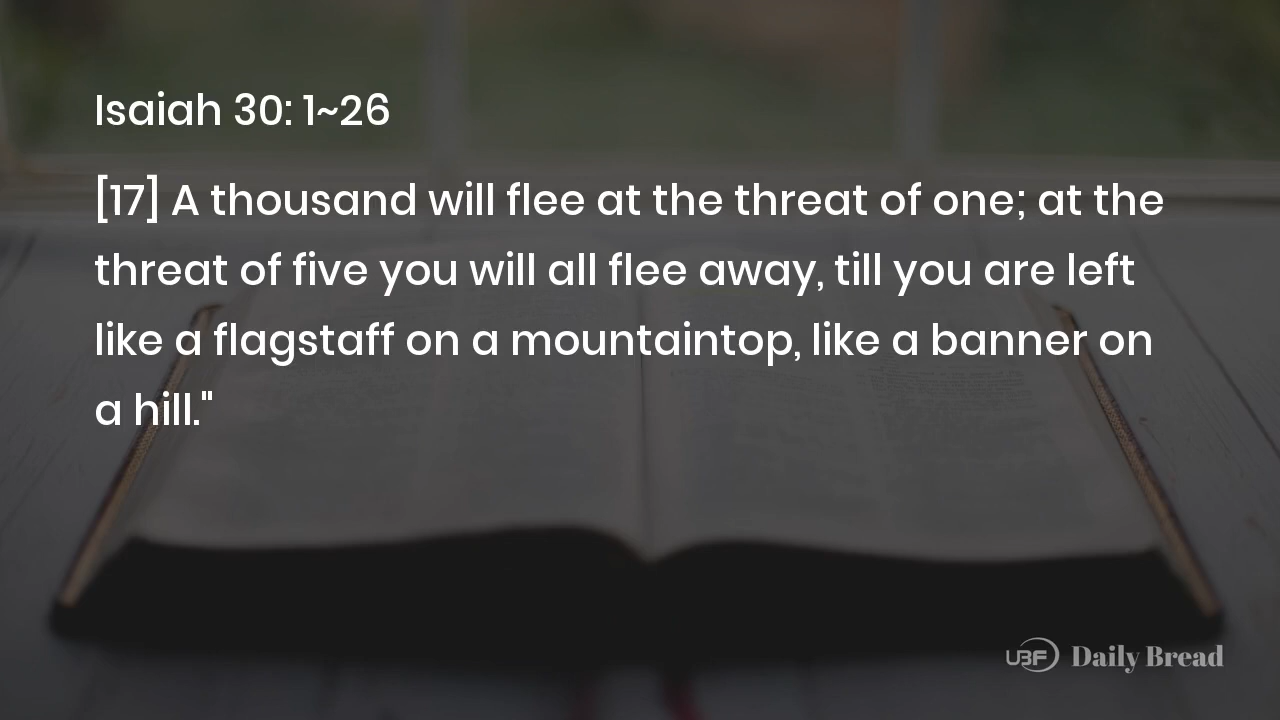 Isaiah 30: 1~26
[17] A thousand will flee at the threat of one; at the
threat of five you will all flee away, till you are left
like a flagstaff on a mountaintop, like a banner on
a hill."
UBF Daily Bread